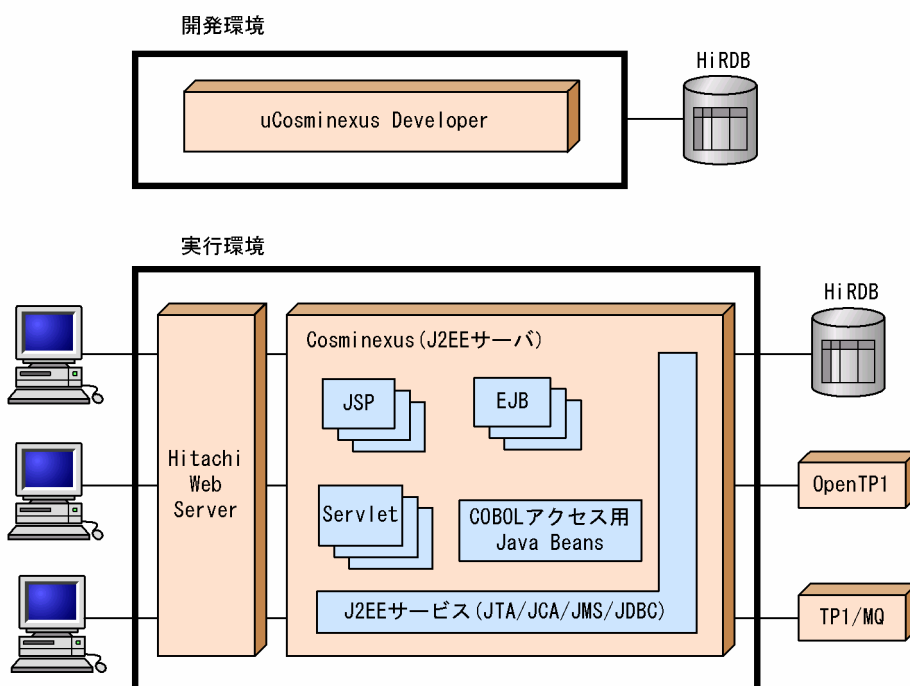 開発環境
HiRDB
uCosminexus Developer
実行環境
HiRDB
Cosminexus(J2EEサーバ)
JSP
EJB
Hitachi
Web
Server
OpenTP1
Servlet
COBOLアクセス用
Java Beans
J2EEサービス(JTA/JCA/JMS/JDBC)
TP1/MQ